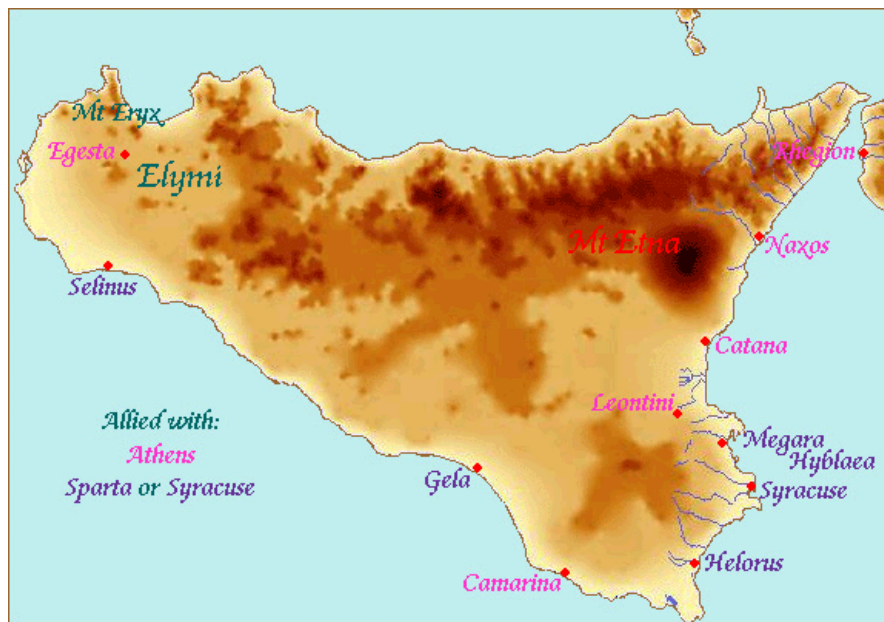 Mt Eryx
Egesta
Elymi
Rhegion
Mt Etna
Naxos
Selinus
Catana
Leontini
Allied with:
Athens
Sparta or Syracuse
Megara
Hyblaea
Gela
Syracuse
Helorus
Camarina